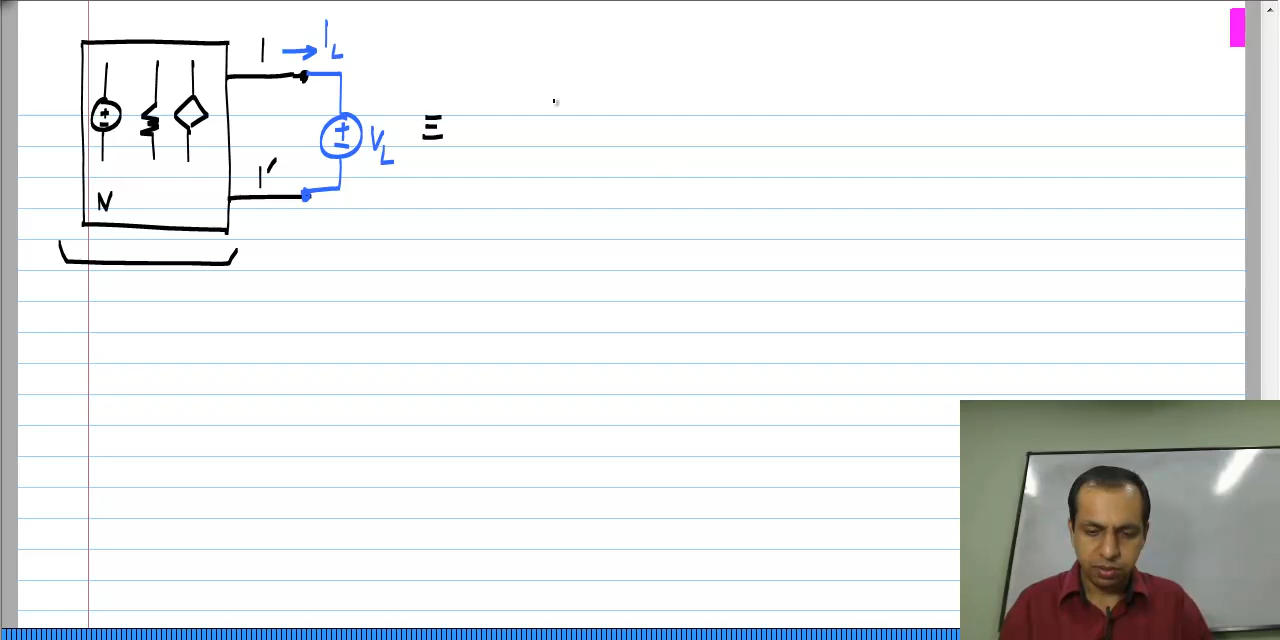 1 → I_L
+
−
+
−
V_L
≡
1′
N